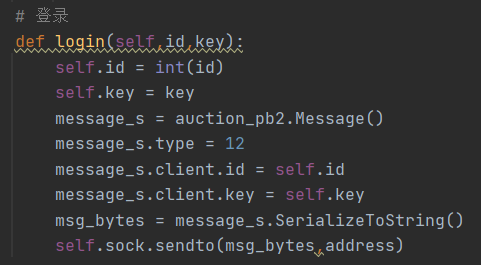 # 登录
def login(self,id,key):
self.id = int(id)
self.key = key
message_s = auction_pb2.Message()
message_s.type = 12
message_s.client.id = self.id
message_s.client.key = self.key
msg_bytes = message_s.SerializeToString()
self.sock.sendto(msg_bytes,address)